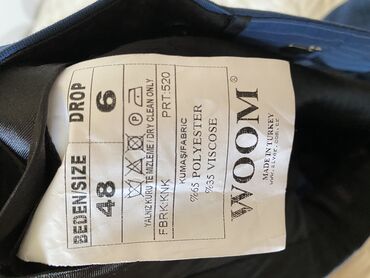 BEDEN/SIZE DROP
48 6
YALNIZ KURU TEMİZLEME / DRY CLEAN ONLY
FBRK:KNK PRT:520
KUMAŞ/FABRIC
%65 POLYESTER
%35 VISCOSE
WOOM®
MADE IN TURKEY